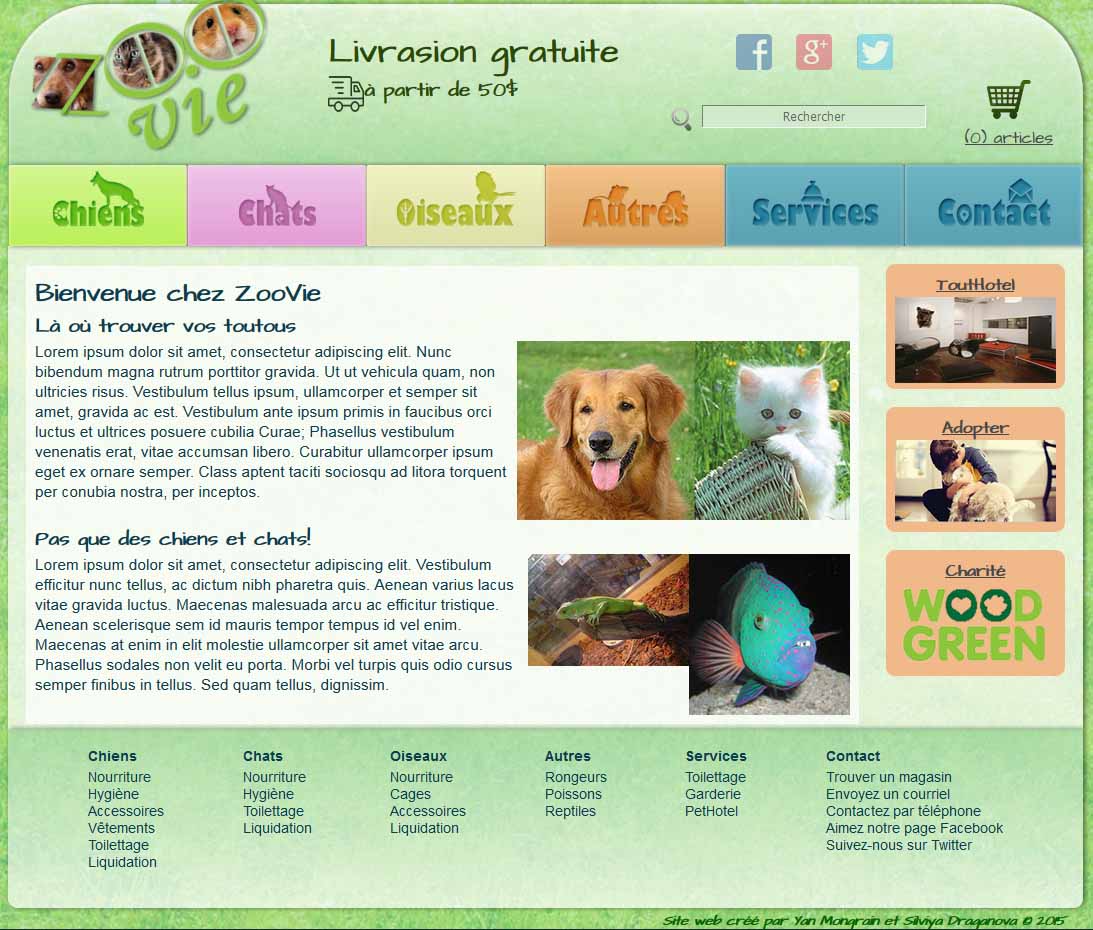 ZOO
vie
Livrasion gratuite
à partir de 50$
f g+
Rechercher
(0) articles
Chiens Chats Oiseaux Autres Services Contact
Bienvenue chez ZooVie
Là où trouver vos toutous
Lorem ipsum dolor sit amet, consectetur adipiscing elit. Nunc
bibendum magna rutrum porttitor gravida. Ut ut vehicula quam, non
ultricies risus. Vestibulum tellus ipsum, ullamcorper et semper sit
amet, gravida ac est. Vestibulum ante ipsum primis in faucibus orci
luctus et ultrices posuere cubilia Curae; Phasellus vestibulum
venenatis erat, vitae accumsan libero. Curabitur ullamcorper ipsum
eget ex ornare semper. Class aptent taciti sociosqu ad litora torquent
per conubia nostra, per inceptos.
Pas que des chiens et chats!
Lorem ipsum dolor sit amet, consectetur adipiscing elit. Vestibulum
efficitur nunc tellus, ac dictum nibh pharetra quis. Aenean varius lacus
vitae gravida luctus. Maecenas malesuada arcu ac efficitur tristique.
Aenean scelerisque sem id mauris tempor tempus id vel enim.
Maecenas at enim in elit molestie ullamcorper sit amet vitae arcu.
Phasellus sodales non velit eu porta. Morbi vel turpis quis odio cursus
semper finibus in tellus. Sed quam tellus, dignissim.
ToutHotel
Adopter
Charité
WOOD
GREEN
Chiens
Nourriture
Hygiène
Accessoires
Vêtements
Toilettage
Liquidation
Chats
Nourriture
Hygiène
Toilettage
Liquidation
Oiseaux
Nourriture
Cages
Accessoires
Liquidation
Autres
Rongeurs
Poissons
Reptiles
Services
Toilettage
Garderie
PetHotel
Contact
Trouver un magasin
Envoyez un courriel
Contactez par téléphone
Aimez notre page Facebook
Suivez-nous sur Twitter
Site web créé par Yan Mongrain et Silviya Draganova © 2015